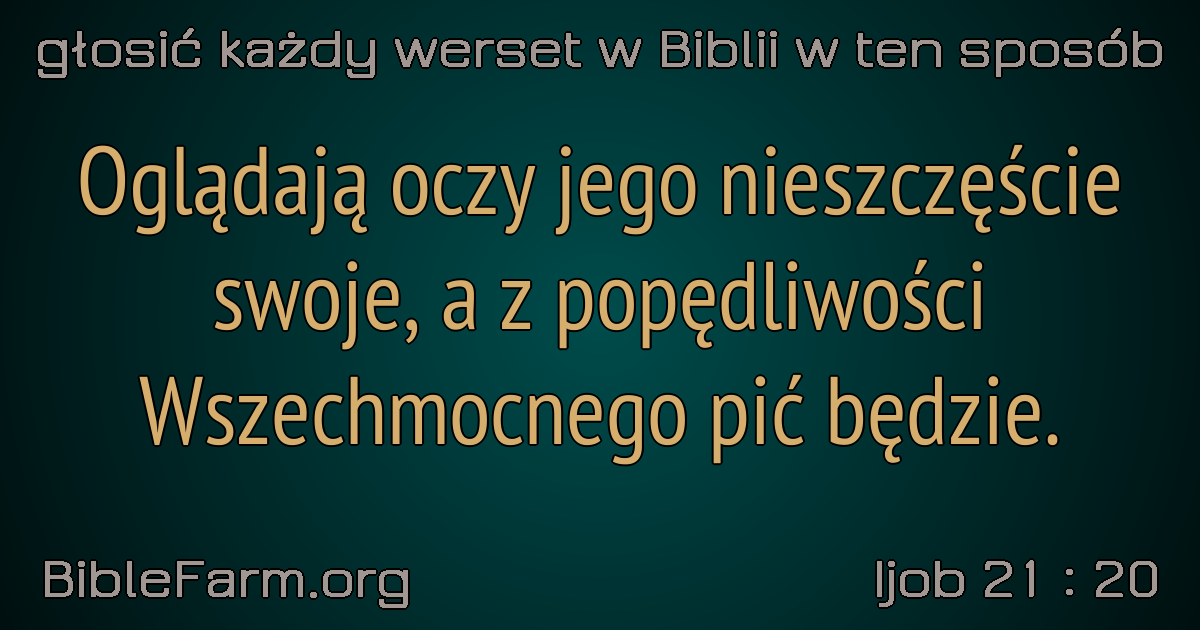 głosić każdy werset w Biblii w ten sposób
Oglądają oczy jego nieszczęście
swoje, a z popędliwości
Wszechmocnego pić będzie.
BibleFarm.org
Ijob 21 : 20